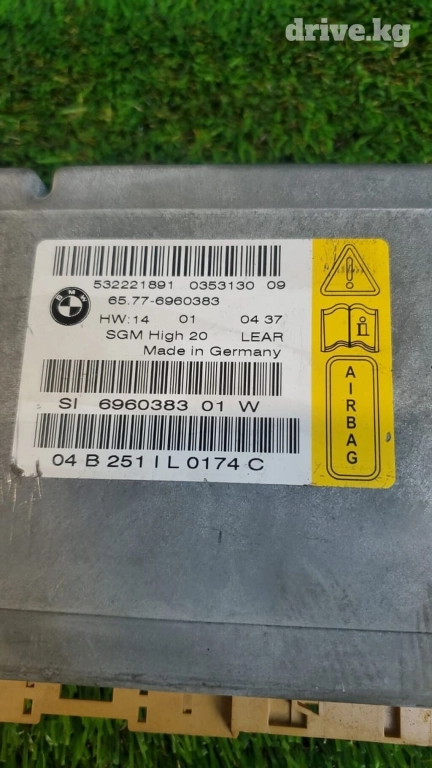 drive.kg
BMW
532221891 0353130 09
65.77-6960383
HW:14 01 04 37
SGM High 20 LEAR
Made in Germany
SI 6960383 01 W
04 B 251 I L 0174 C
i
AIRBAG